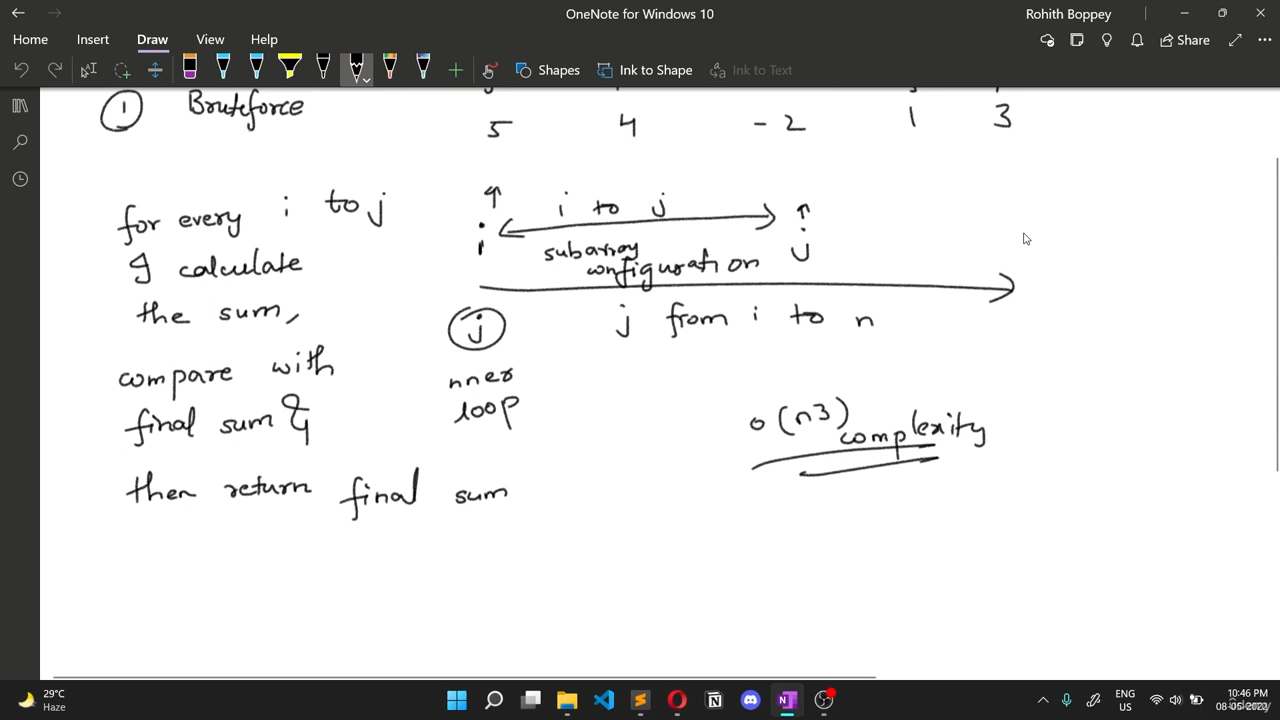 OneNote for Windows 10
Rohith Boppey
Home Insert Draw View Help
Share
Shapes
Ink to Shape
Ink to Text
1 Bruteforce
5 4 -2 1 3
for every i to j
I calculate
the sum,
compare with
final sum &
then return final sum
i to j
i
j
subarray
configuration
j from i to n
j
nner
loop
o(n3)
complexity
29°C
Haze
ENG
US
10:46 PM